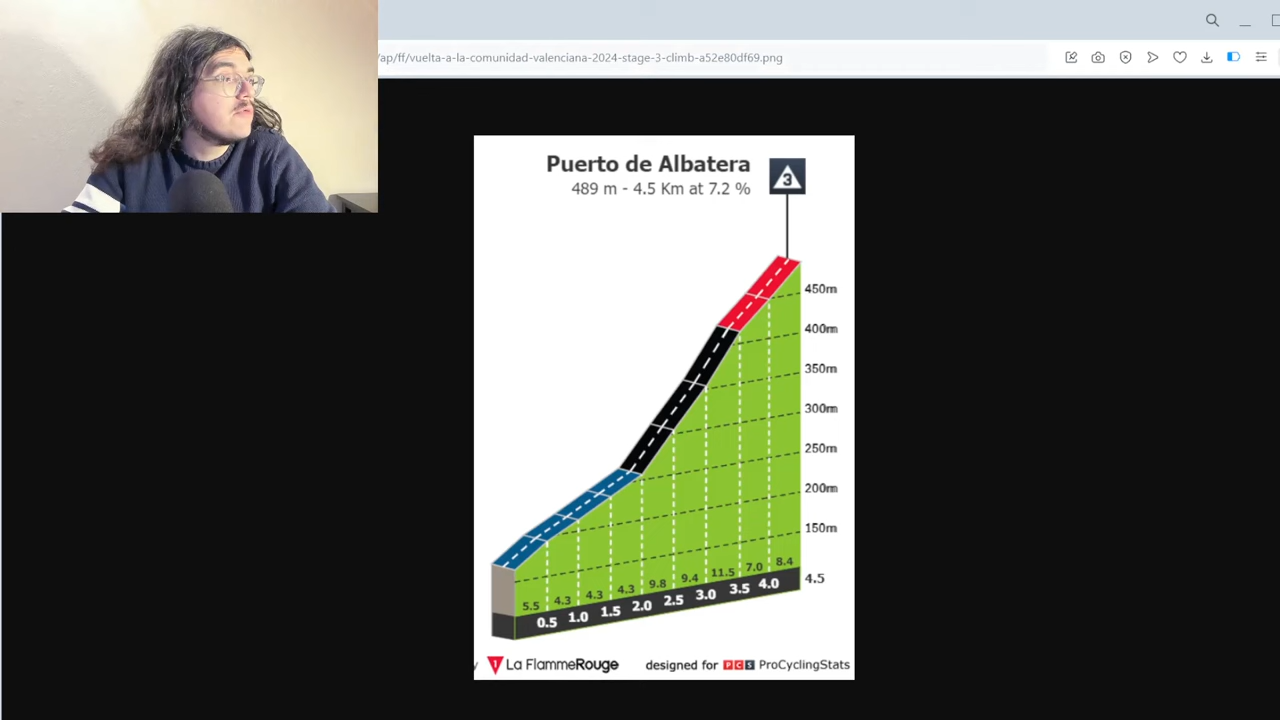 /ap/ff/vuelta-a-la-comunidad-valenciana-2024-stage-3-climb-a52e80df69.png
Puerto de Albatera
489 m - 4.5 Km at 7.2 %
3
450m
400m
350m
300m
250m
200m
150m
5.5 4.3 4.3 4.3 9.8 9.4 11.5 7.0 8.4
0.5 1.0 1.5 2.0 2.5 3.0 3.5 4.0 4.5
y 1 La FlammeRouge designed for PCS ProCyclingStats